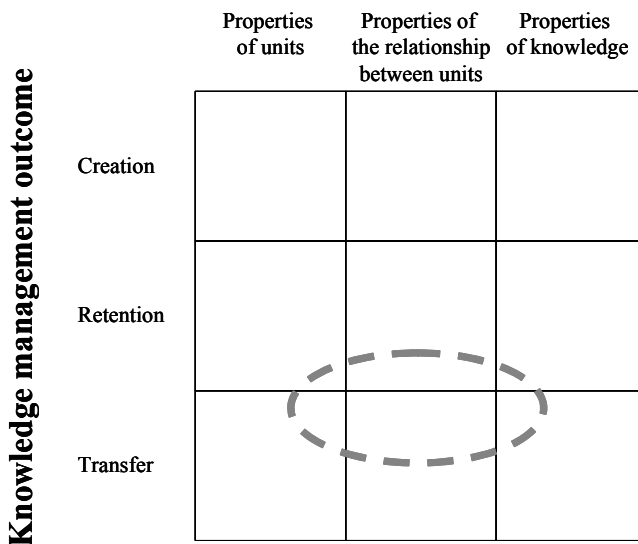 Properties
of units
Properties of
the relationship
between units
Properties
of knowledge
Knowledge management outcome
Creation
Retention
Transfer